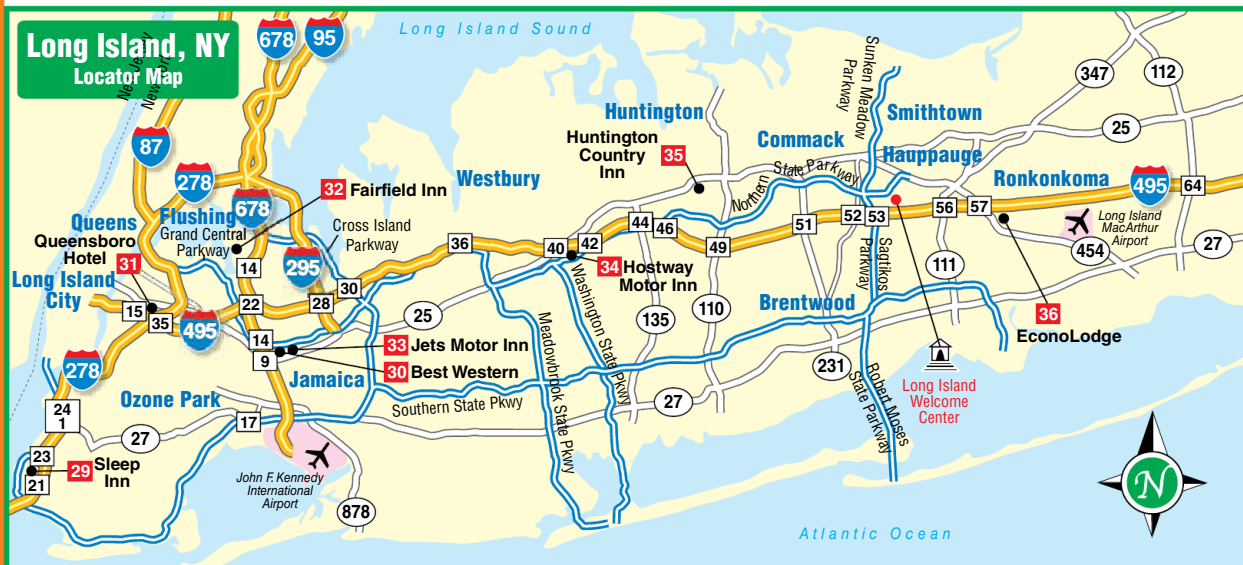 Long Island, NY
Locator Map
New Jersey
New York
678
95
Long Island Sound
Sunken Meadow
Parkway
347
112
87
Huntington
Smithtown
Commack
25
278
32 Fairfield Inn
Huntington
Country
Inn
35
Hauppauge
State Parkway
Northern
Ronkonkoma
495
64
Westbury
678
Queens
Flushing
Grand Central
Parkway
Cross Island
Parkway
Queensboro
Hotel
31
Long Island
City
14
295
36
40
42
44
46
49
51
52
53
56
57
Long Island
MacArthur
Airport
454
27
34 Hostway
Motor Inn
Sagtikos
Parkway
111
15
35
495
22
28
30
25
Washington State Pkwy
Meadowbrook State Pkwy
135
110
Brentwood
36
EconoLodge
14
9
33 Jets Motor Inn
30 Best Western
278
Jamaica
Southern State Pkwy
231
Long Island
Welcome
Center
Robert Moses
State Parkway
Ozone Park
24
1
27
17
27
23
21
29 Sleep
Inn
John F. Kennedy
International
Airport
878
N
Atlantic Ocean